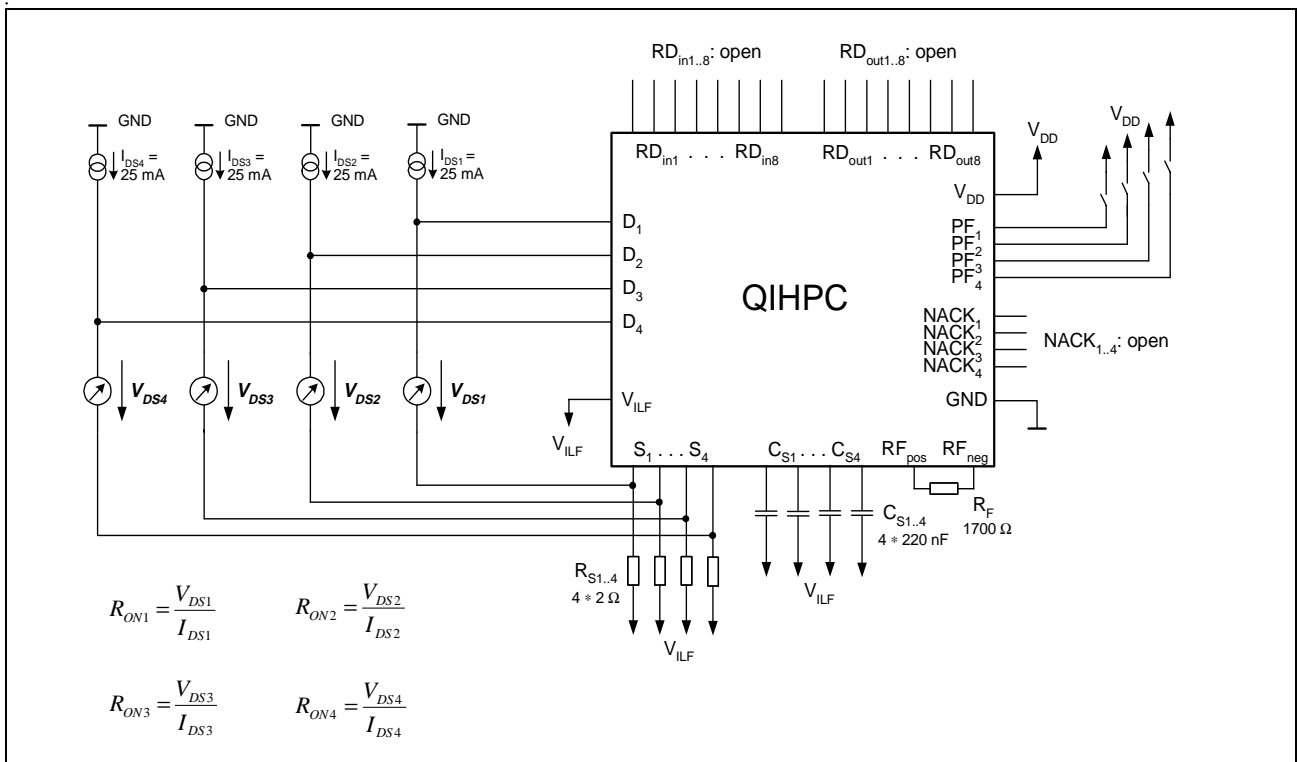 :
RD_in1..8: open RD_out1..8: open
GND GND GND GND
I_DS4 = 25 mA I_DS3 = 25 mA I_DS2 = 25 mA I_DS1 = 25 mA
V_DD V_DD
RD_in1 . . . RD_in8 RD_out1 . . . RD_out8
V_DD
D_1
D_2
D_3
D_4
PF_1
PF_2
PF_3
PF_4
QIHPC
NACK_1
NACK_2
NACK_3
NACK_4
NACK_1..4: open
V_DS4 V_DS3 V_DS2 V_DS1
V_ILF
GND
V_ILF
S_1 . . . S_4 C_S1 . . . C_S4 RF_pos RF_neg
C_S1..4
4 * 220 nF
R_F
1700 Ω
R_S1..4
4 * 2 Ω
V_ILF
V_ILF
R_ON1 = V_DS1 / I_DS1 R_ON2 = V_DS2 / I_DS2
R_ON3 = V_DS3 / I_DS3 R_ON4 = V_DS4 / I_DS4